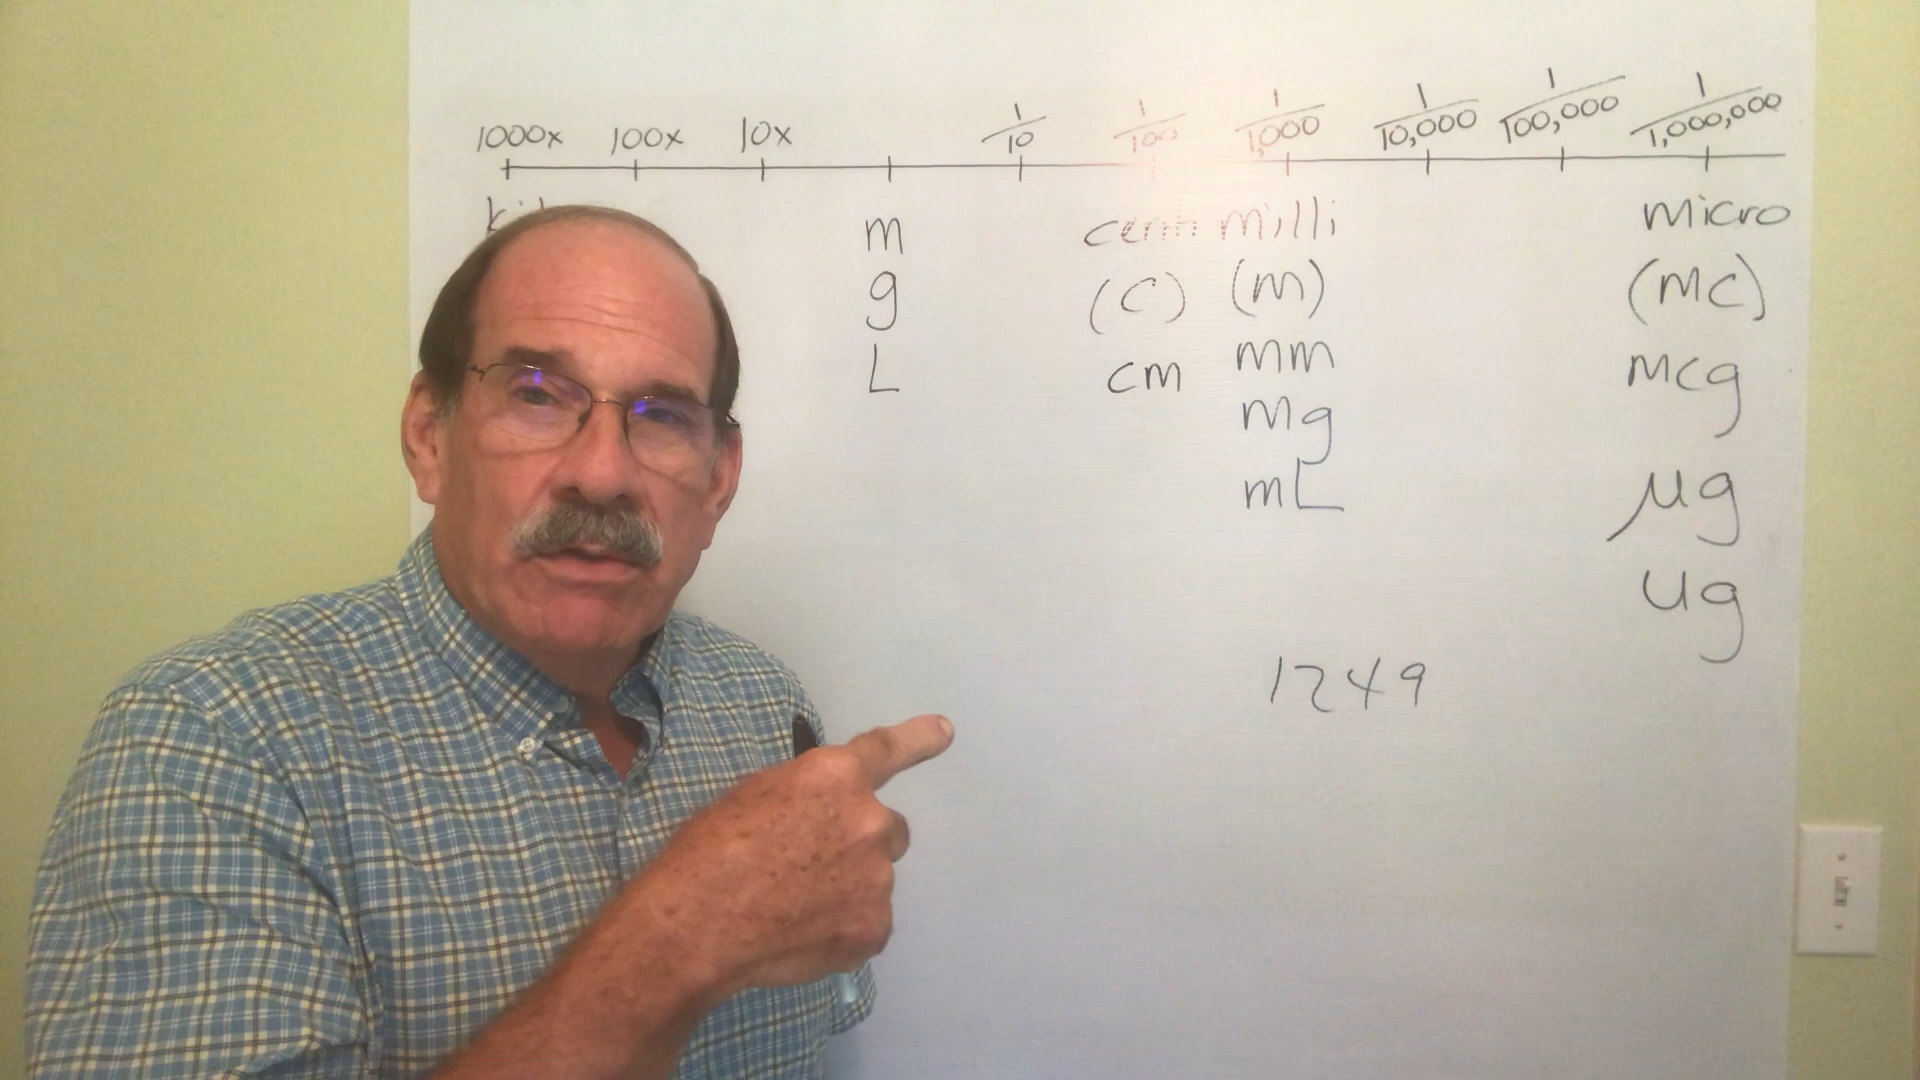 1000x 100x 10x 1/10 1/100 1/1,000 1/10,000 1/100,000 1/1,000,000
m centi milli micro
g (c) (m) (mc)
L cm mm mcg
mg
mL µg
ug
1249